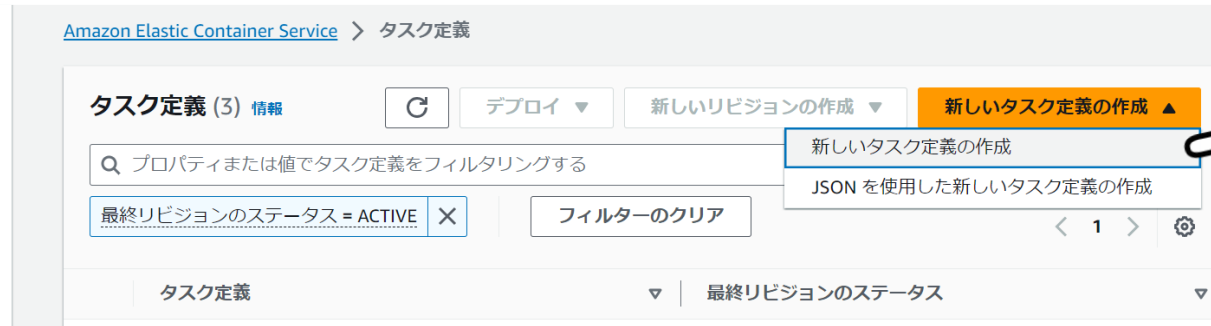 Amazon Elastic Container Service > タスク定義
タスク定義 (3) 情報 デプロイ ▼ 新しいリビジョンの作成 ▼ 新しいタスク定義の作成 ▲
プロパティまたは値でタスク定義をフィルタリングする
新しいタスク定義の作成
JSON を使用した新しいタスク定義の作成
最終リビジョンのステータス = ACTIVE フィルターのクリア
< 1 >
タスク定義 最終リビジョンのステータス